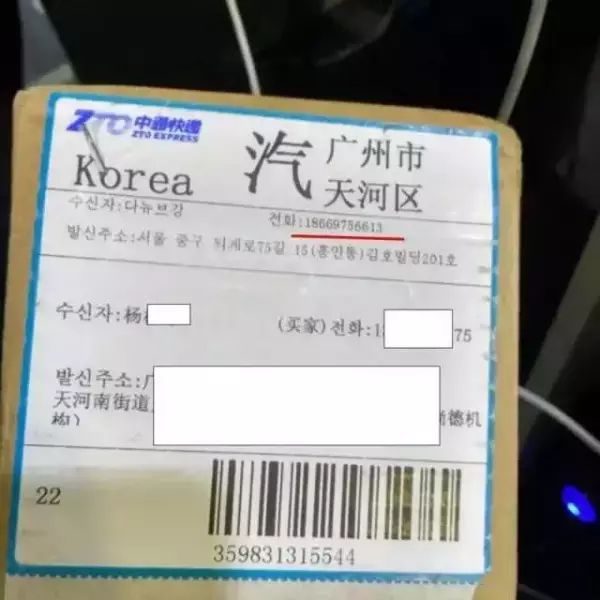 ZTO 中通快递
ZTO EXPRESS
Korea
汽
广州市
天河区
수신자:다뉴브강
전화:18669756613
발신주소:서울 중구 퇴계로75길 15(흥인동)김호빌딩201호
수신자:杨
(买家)전화:1 75
발신주소:广
天河南街道 尚德机
构)
22
359831315544